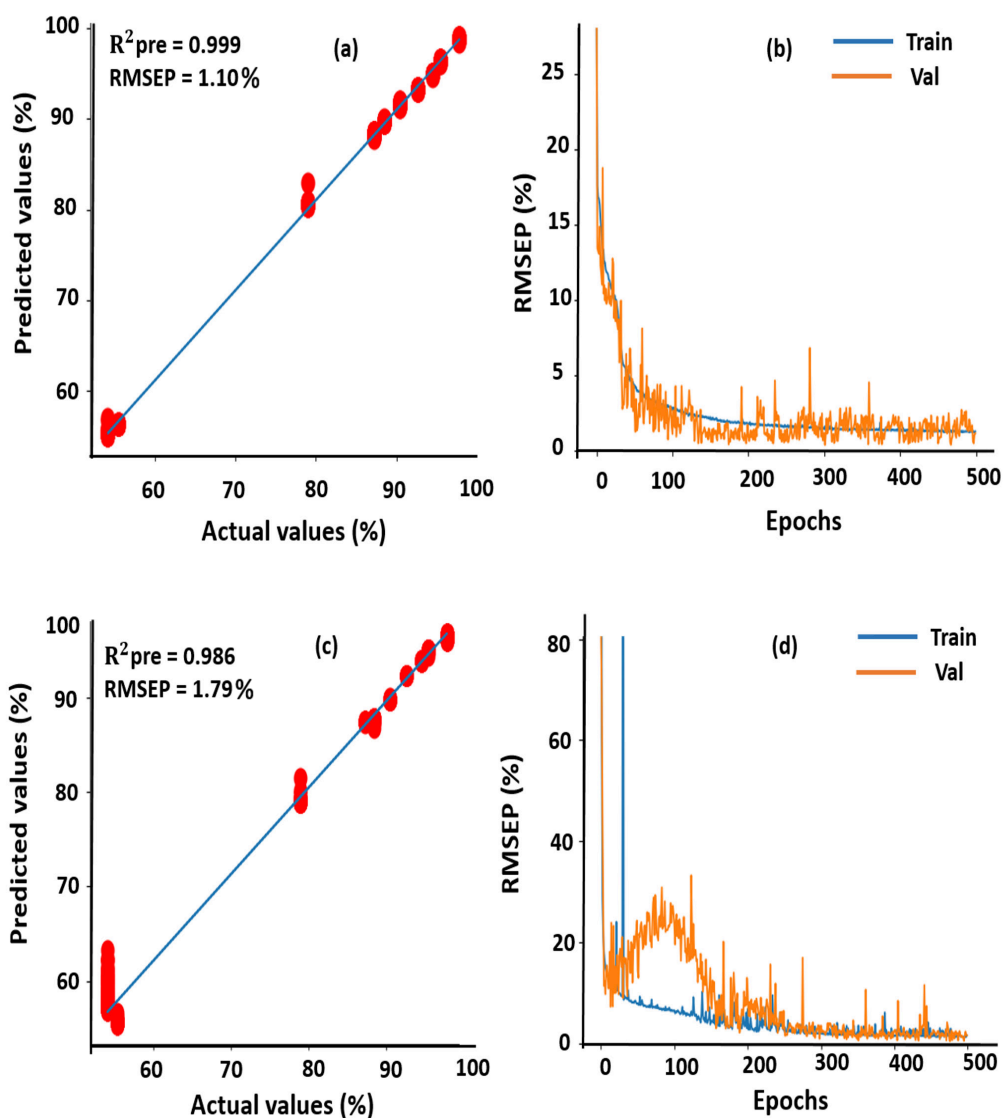 R²pre = 0.999
RMSEP = 1.10%
(a)
Predicted values (%)
100
90
80
70
60
60 70 80 90 100
Actual values (%)
(b)
Train
Val
RMSEP (%)
25
20
15
10
5
0
0 100 200 300 400 500
Epochs
R²pre = 0.986
RMSEP = 1.79%
(c)
Predicted values (%)
100
90
80
70
60
60 70 80 90 100
Actual values (%)
(d)
Train
Val
RMSEP (%)
80
60
40
20
0
0 100 200 300 400 500
Epochs